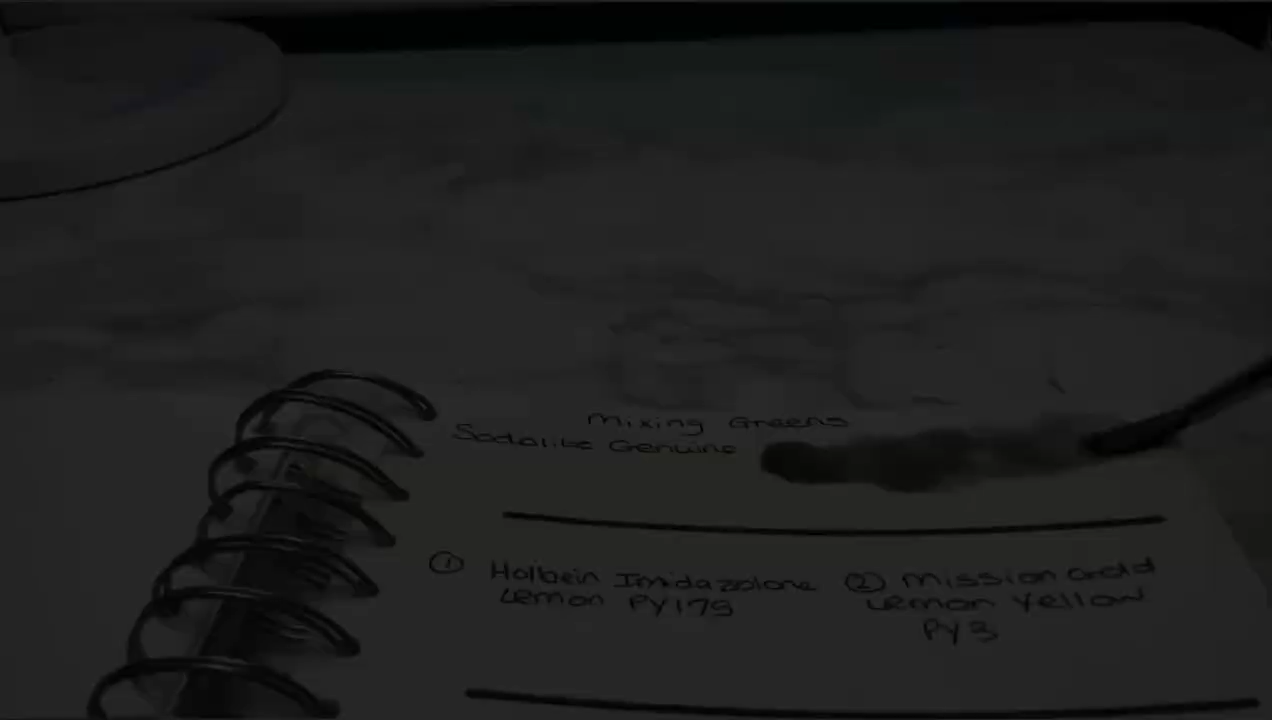 Mixing Greens
Sodalite Genuine
① Holbein Imidazolone
Lemon PY175
② Mission Gold
Lemon Yellow
PY3